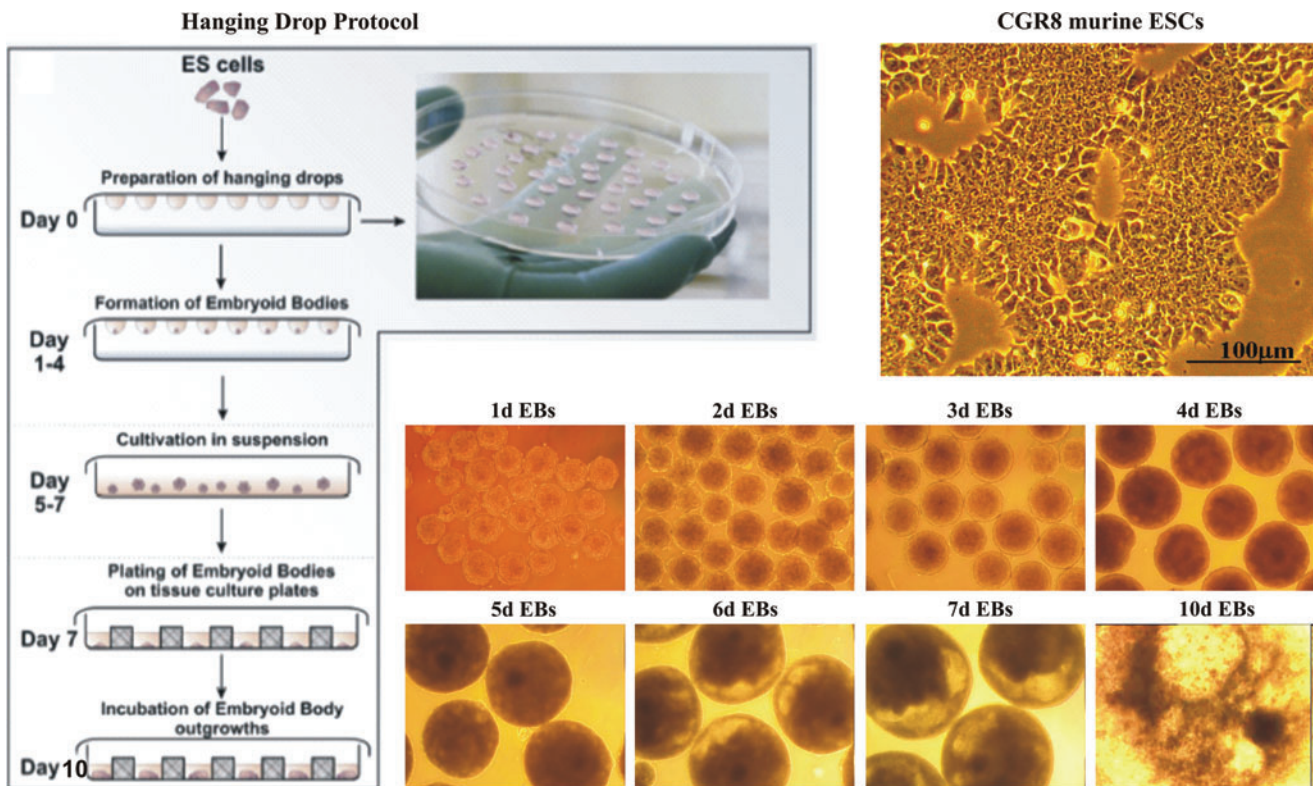 Hanging Drop Protocol
ES cells
Preparation of hanging drops
Day 0
Formation of Embryoid Bodies
Day
1-4
Cultivation in suspension
Day
5-7
Plating of Embryoid Bodies
on tissue culture plates
Day 7
Incubation of Embryoid Body
outgrowths
Day 10
CGR8 murine ESCs
100µm
1d EBs
2d EBs
3d EBs
4d EBs
5d EBs
6d EBs
7d EBs
10d EBs